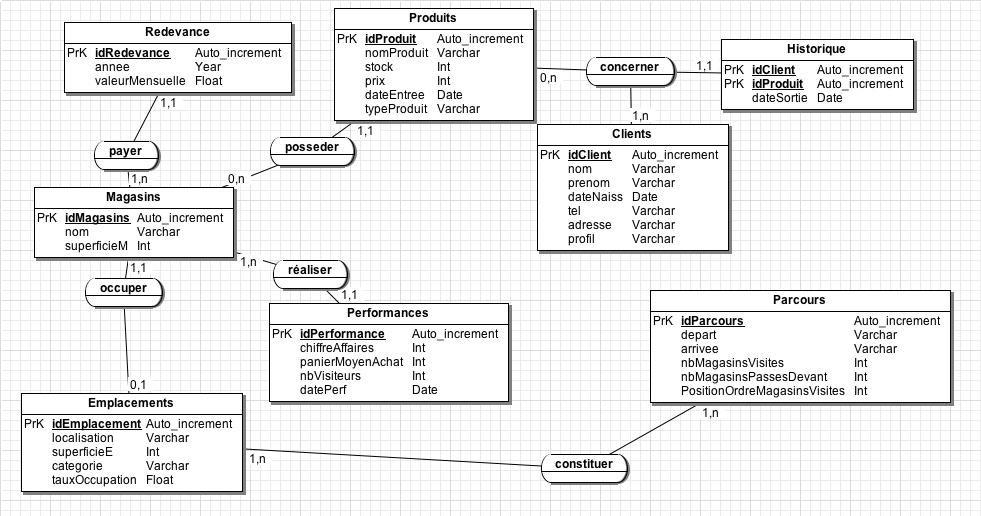 Redevance
PrK idRedevance Auto_increment
annee Year
valeurMensuelle Float
1,1
payer
1,n
Produits
PrK idProduit Auto_increment
nomProduit Varchar
stock Int
prix Int
dateEntree Date
typeProduit Varchar
1,1
posseder
0,n
0,n
concerner
1,1
1,n
Historique
PrK idClient Auto_increment
PrK idProduit Auto_increment
dateSortie Date
Clients
PrK idClient Auto_increment
nom Varchar
prenom Varchar
dateNaiss Date
tel Varchar
adresse Varchar
profil Varchar
Magasins
PrK idMagasins Auto_increment
nom Varchar
superficieM Int
1,1
occuper
0,1
1,n
réaliser
1,1
Performances
PrK idPerformance Auto_increment
chiffreAffaires Int
panierMoyenAchat Int
nbVisiteurs Int
datePerf Date
Parcours
PrK idParcours Auto_increment
depart Varchar
arrivee Varchar
nbMagasinsVisites Int
nbMagasinsPassesDevant Int
PositionOrdreMagasinsVisites Int
1,n
Emplacements
PrK idEmplacement Auto_increment
localisation Varchar
superficieE Int
categorie Varchar
tauxOccupation Float
1,n
constituer